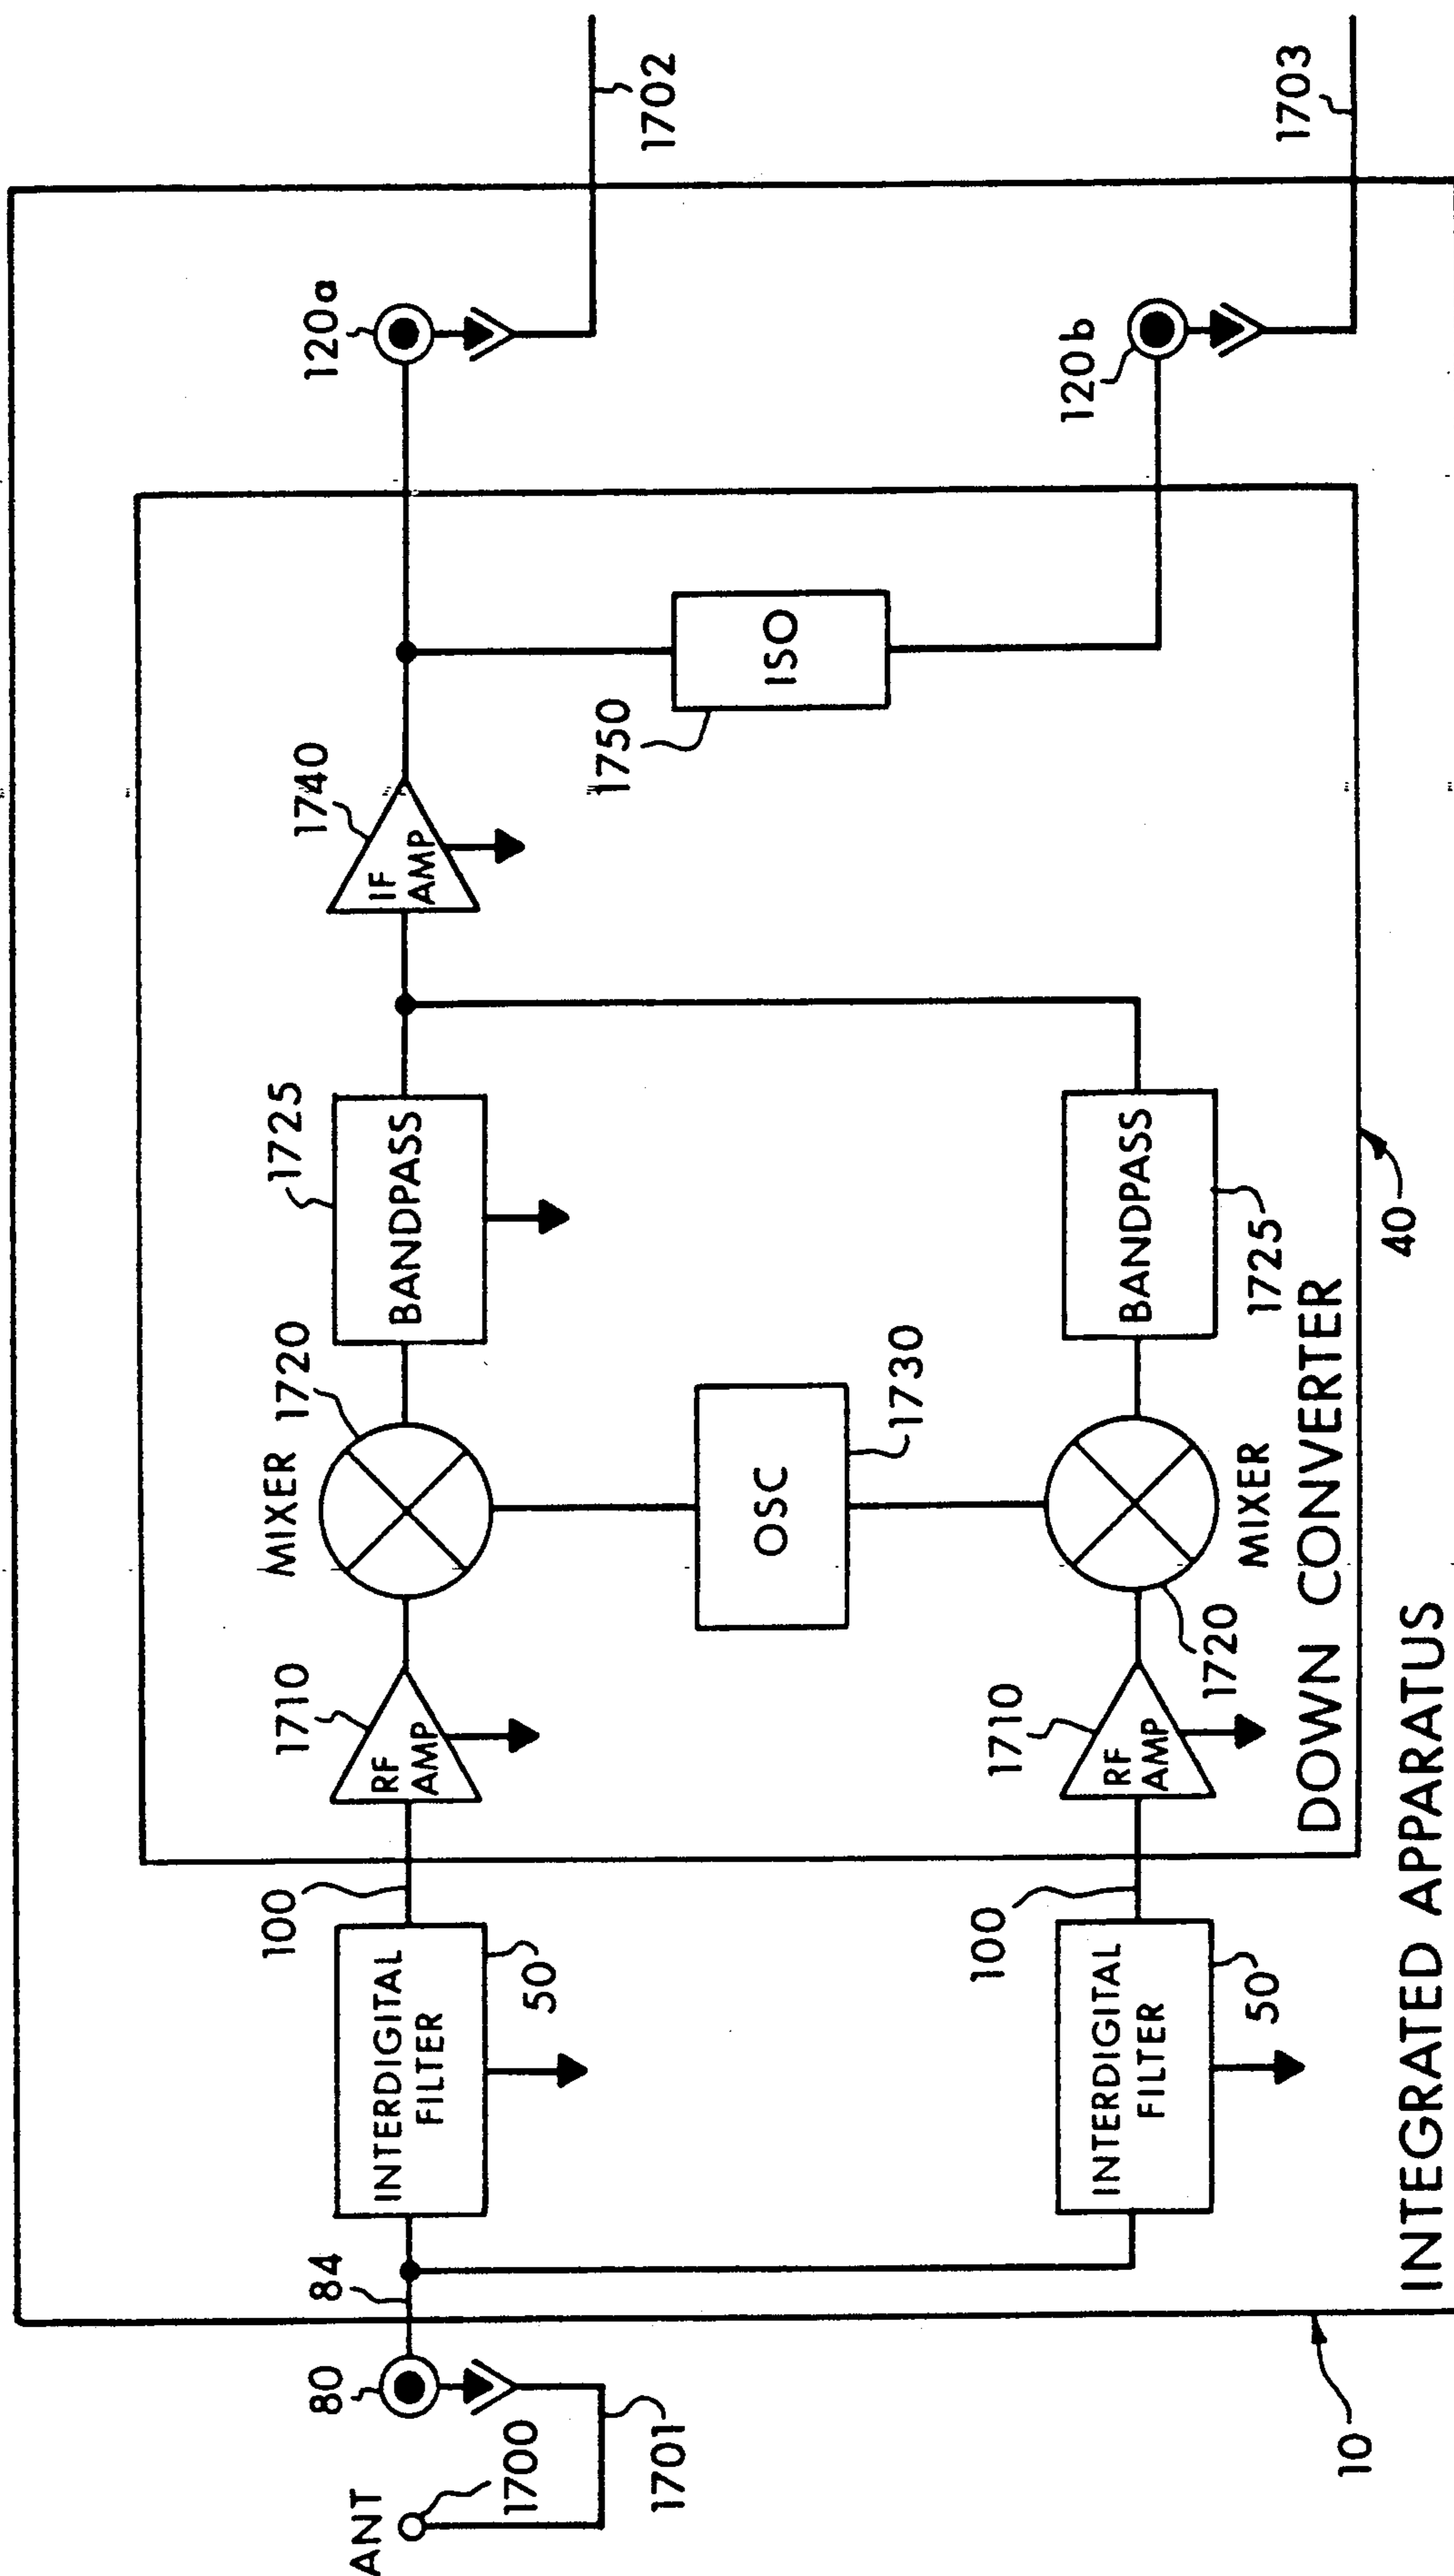 ANT
1700
1701
80
84
INTERDIGITAL
FILTER
50
100
RF
AMP
1710
MIXER
1720
BANDPASS
1725
IF
AMP
1740
120a
1702
OSC
1730
ISO
1750
INTERDIGITAL
FILTER
50
100
RF
AMP
1710
MIXER
1720
BANDPASS
1725
120b
1703
DOWN CONVERTER
40
INTEGRATED APPARATUS
10